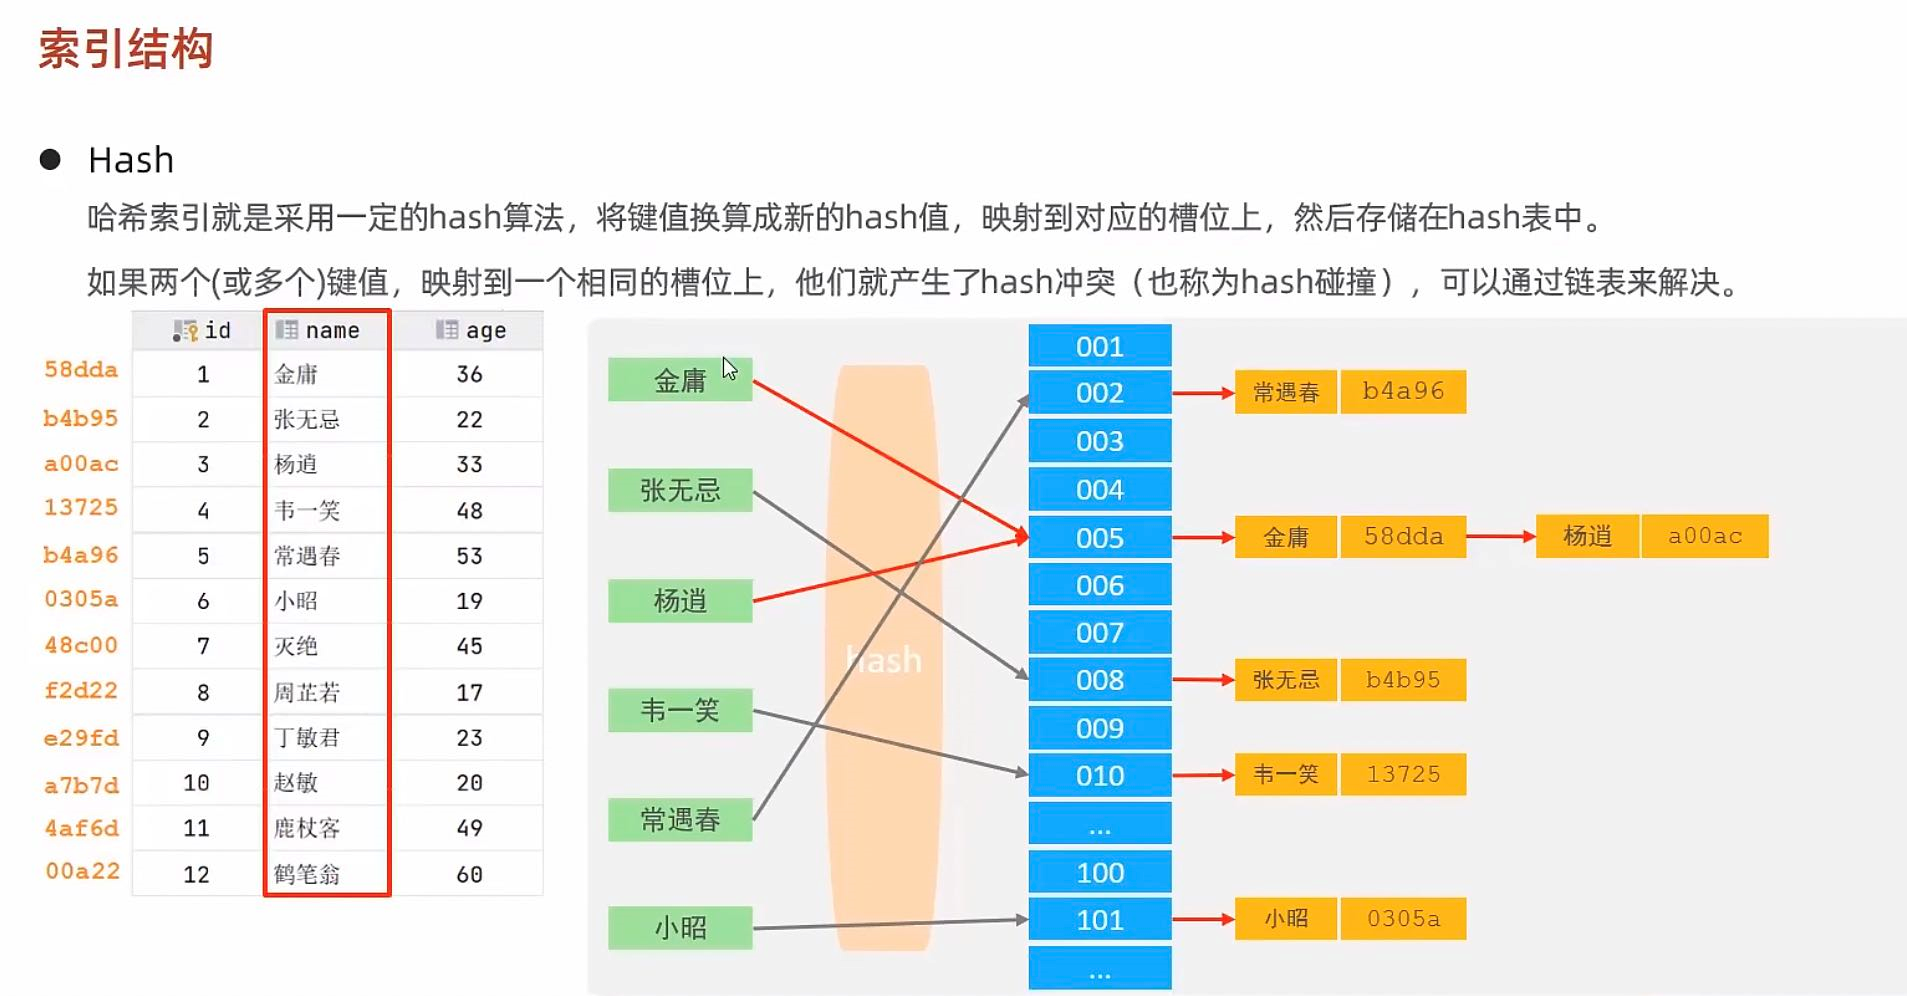 索引结构
Hash
哈希索引就是采用一定的hash算法，将键值换算成新的hash值，映射到对应的槽位上，然后存储在hash表中。
如果两个(或多个)键值，映射到一个相同的槽位上，他们就产生了hash冲突（也称为hash碰撞），可以通过链表来解决。
id name age
58dda 1 金庸 36
b4b95 2 张无忌 22
a00ac 3 杨逍 33
13725 4 韦一笑 48
b4a96 5 常遇春 53
0305a 6 小昭 19
48c00 7 灭绝 45
f2d22 8 周芷若 17
e29fd 9 丁敏君 23
a7b7d 10 赵敏 20
4af6d 11 鹿杖客 49
00a22 12 鹤笔翁 60
金庸
张无忌
杨逍
韦一笑
常遇春
小昭
hash
001
002 常遇春 b4a96
003
004
005 金庸 58dda 杨逍 a00ac
006
007
008 张无忌 b4b95
009
010 韦一笑 13725
...
100
101 小昭 0305a
...